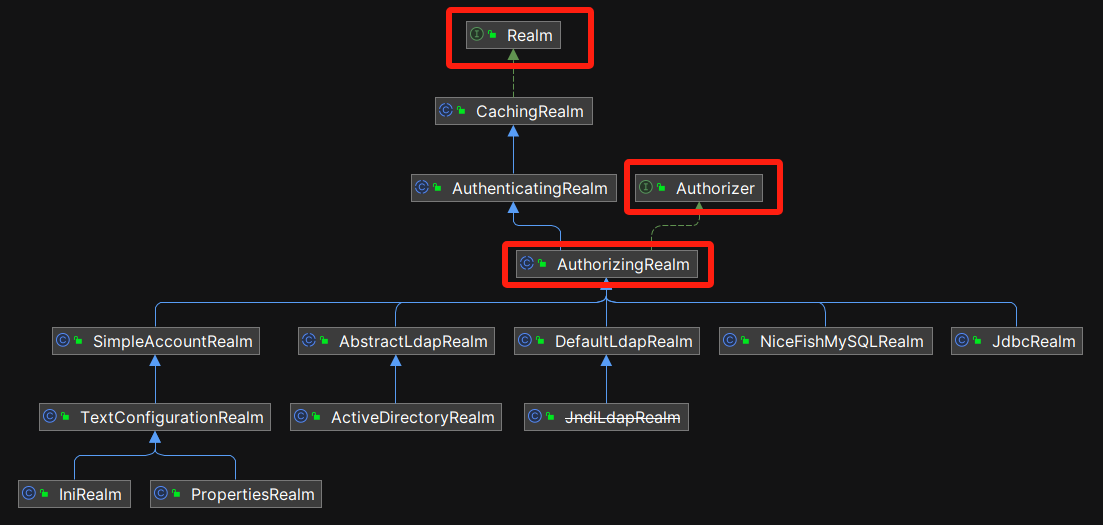 Realm
CachingRealm
AuthenticatingRealm
Authorizer
AuthorizingRealm
SimpleAccountRealm
AbstractLdapRealm
DefaultLdapRealm
NiceFishMySQLRealm
JdbcRealm
TextConfigurationRealm
ActiveDirectoryRealm
JndiLdapRealm
IniRealm
PropertiesRealm